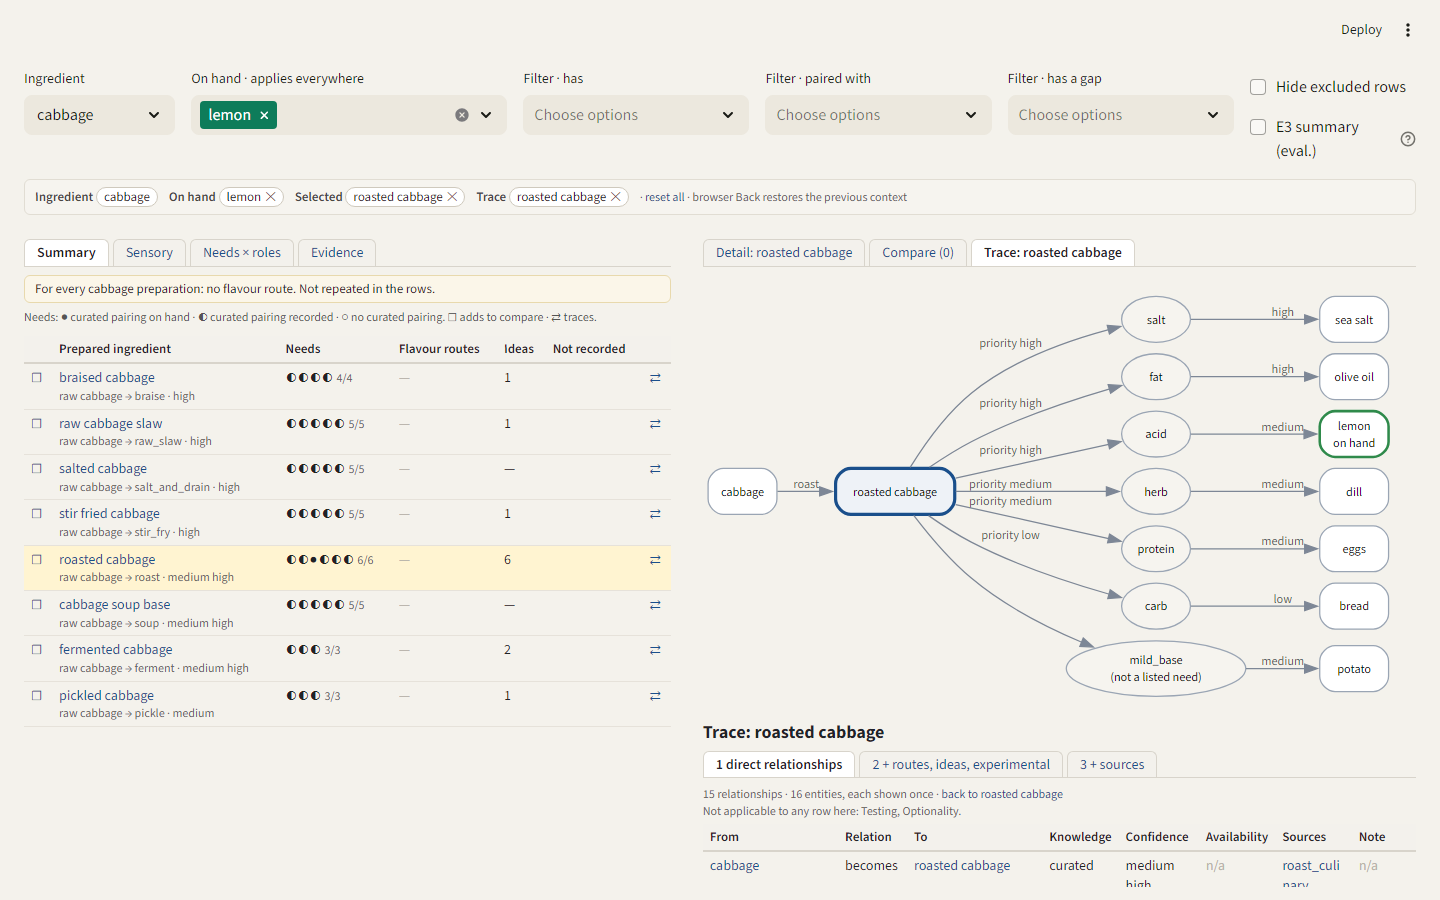 Deploy
Ingredient
On hand · applies everywhere
Filter · has
Filter · paired with
Filter · has a gap
cabbage
lemon ×
Choose options
Choose options
Choose options
Hide excluded rows
E3 summary
(eval.)
Ingredient cabbage On hand lemon Selected roasted cabbage Trace roasted cabbage · reset all · browser Back restores the previous context
Summary
Sensory
Needs × roles
Evidence
For every cabbage preparation: no flavour route. Not repeated in the rows.
Needs: ● curated pairing on hand · ◐ curated pairing recorded · ○ no curated pairing. ❐ adds to compare · ⇄ traces.
Prepared ingredient Needs Flavour routes Ideas Not recorded
❐ braised cabbage ◐◐◐◐ 4/4 — 1 ⇄
raw cabbage → braise · high
❐ raw cabbage slaw ◐◐◐◐◐ 5/5 — 1 ⇄
raw cabbage → raw_slaw · high
❐ salted cabbage ◐◐◐◐◐ 5/5 — — ⇄
raw cabbage → salt_and_drain · high
❐ stir fried cabbage ◐◐◐◐◐ 5/5 — 1 ⇄
raw cabbage → stir_fry · high
❐ roasted cabbage ◐◐●◐◐◐ 6/6 — 6 ⇄
raw cabbage → roast · medium high
❐ cabbage soup base ◐◐◐◐◐ 5/5 — — ⇄
raw cabbage → soup · medium high
❐ fermented cabbage ◐◐◐ 3/3 — 2 ⇄
raw cabbage → ferment · medium high
❐ pickled cabbage ◐◐◐ 3/3 — 1 ⇄
raw cabbage → pickle · medium
Detail: roasted cabbage
Compare (0)
Trace: roasted cabbage
cabbage
roast
roasted cabbage
priority high
priority high
priority high
priority medium
priority medium
priority low
salt
high
sea salt
fat
high
olive oil
acid
medium
lemon
on hand
herb
medium
dill
protein
medium
eggs
carb
low
bread
mild_base
(not a listed need)
medium
potato
Trace: roasted cabbage
1 direct relationships
2 + routes, ideas, experimental
3 + sources
15 relationships · 16 entities, each shown once · back to roasted cabbage
Not applicable to any row here: Testing, Optionality.
From Relation To Knowledge Confidence Availability Sources Note
cabbage becomes roasted cabbage curated medium n/a roast_culi n/a
high nary